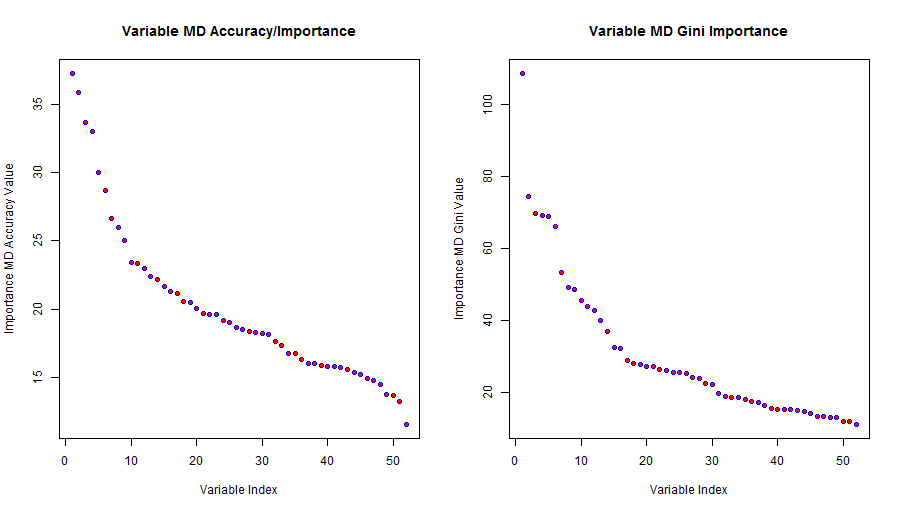 Variable MD Accuracy/Importance
Importance MD Accuracy Value
35
30
25
20
15
0 10 20 30 40 50
Variable Index
Variable MD Gini Importance
Importance MD Gini Value
100
80
60
40
20
0 10 20 30 40 50
Variable Index